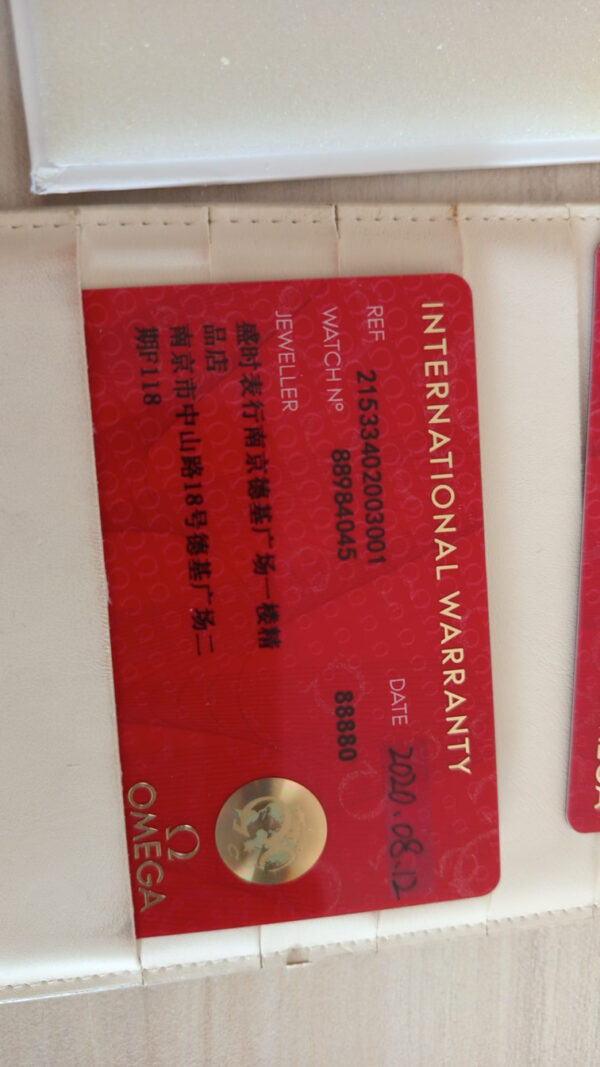 INTERNATIONAL WARRANTY
REF 21533402003001
DATE 2020.08.12
WATCH Nº 88984045
88880
JEWELLER
盛时表行南京德基广场一楼精
品店
南京市中山路18号德基广场二
期F118
Ω
OMEGA